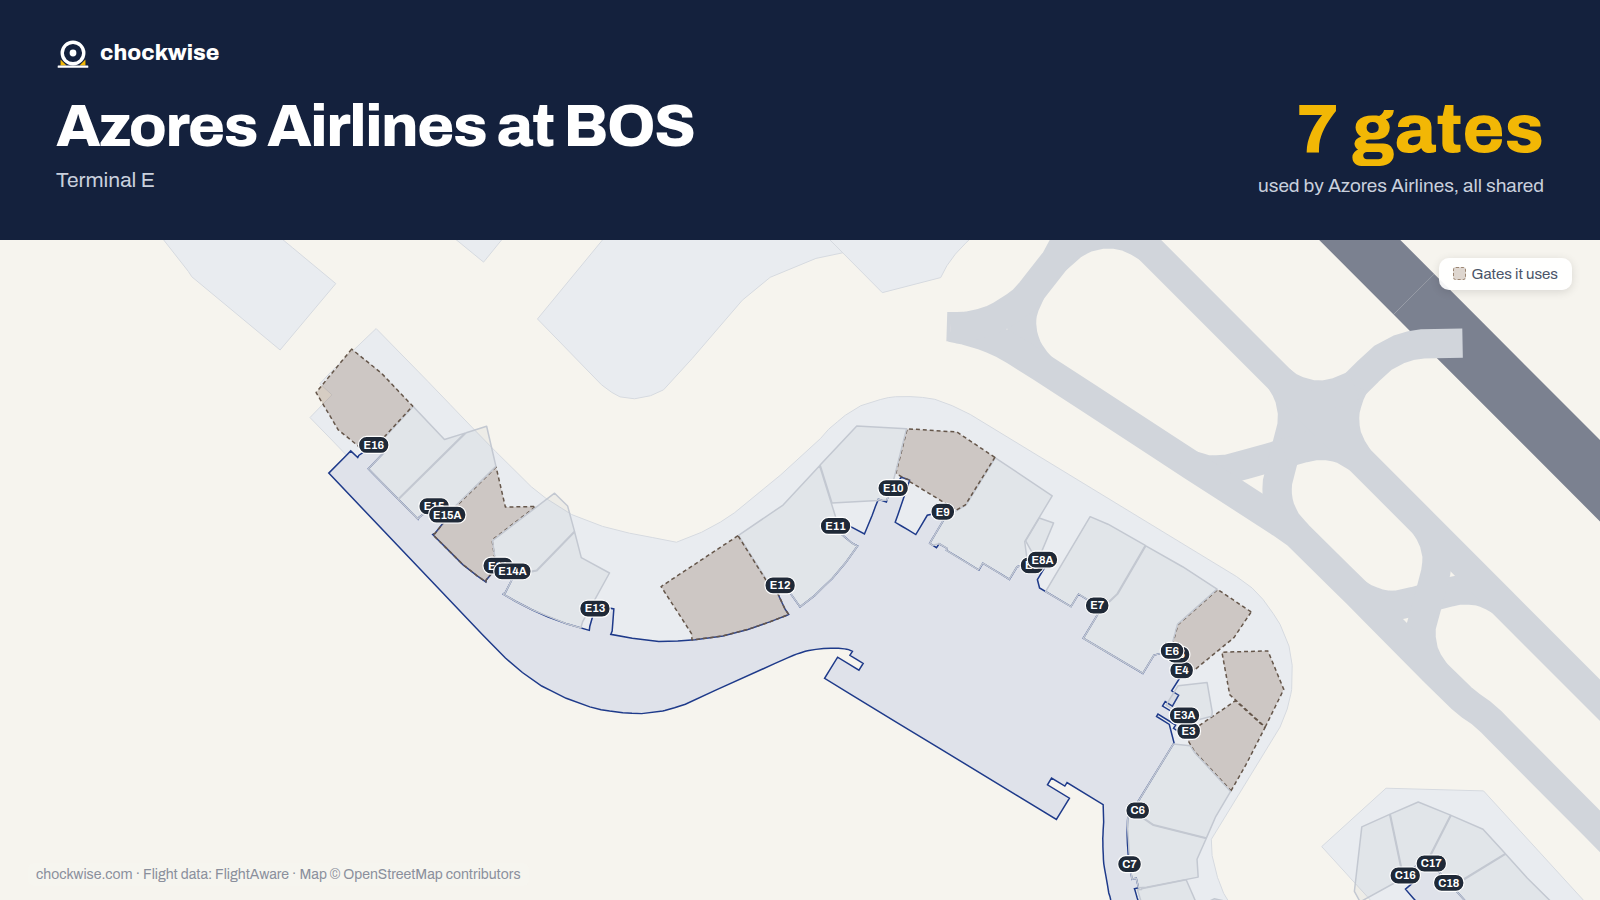 chockwise
Azores Airlines at BOS
Terminal E
7 gates
used by Azores Airlines, all shared
Gates it uses
E16
E15A
E14A
E13
E12
E11
E10
E9
E8A
E7
E6
E4
E3A
E3
C6
C7
C17
C16
C18
chockwise.com · Flight data: FlightAware · Map © OpenStreetMap contributors